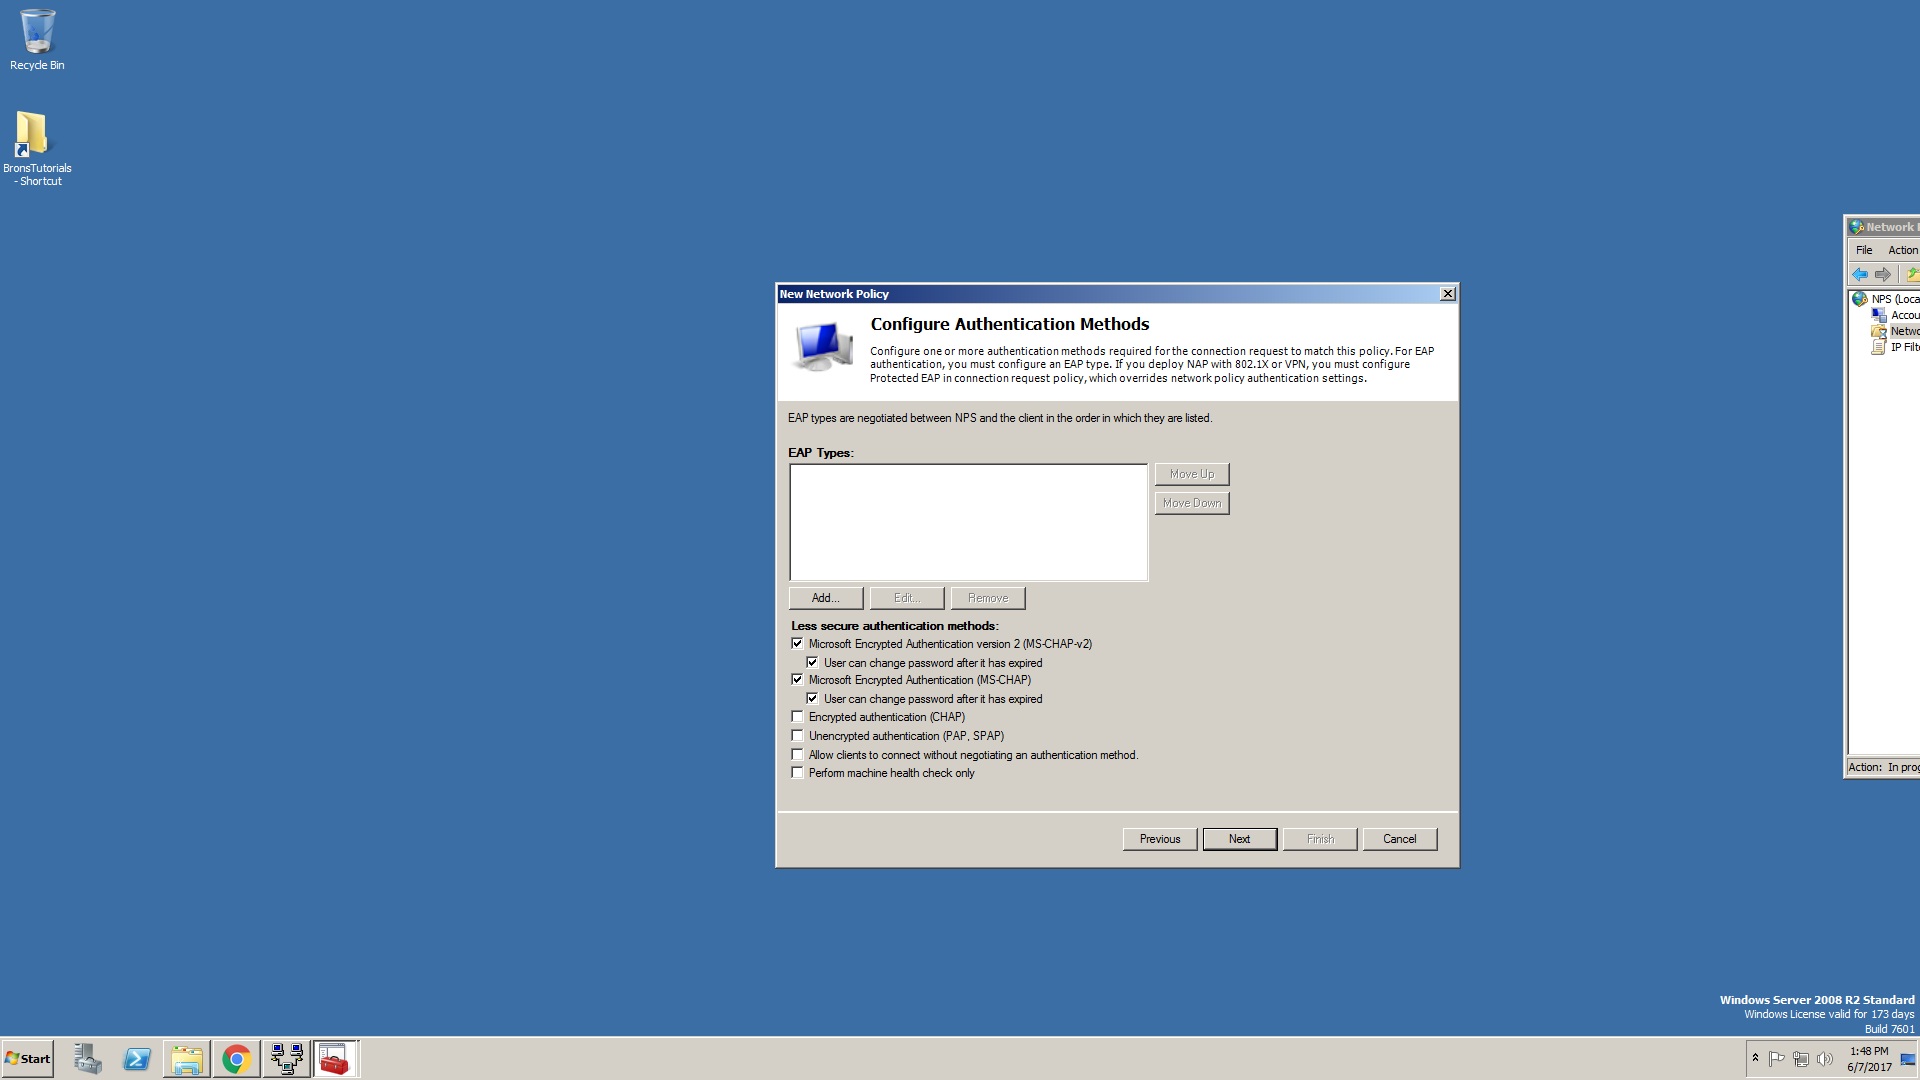 Recycle Bin
BronsTutorials
- Shortcut
Network
File Action
NPS (Loca
Accou
Netwo
IP Filt
Action: In prog
New Network Policy
Configure Authentication Methods
Configure one or more authentication methods required for the connection request to match this policy. For EAP
authentication, you must configure an EAP type. If you deploy NAP with 802.1X or VPN, you must configure
Protected EAP in connection request policy, which overrides network policy authentication settings.
EAP types are negotiated between NPS and the client in the order in which they are listed.
EAP Types:
Move Up
Move Down
Add... Edit... Remove
Less secure authentication methods:
Microsoft Encrypted Authentication version 2 (MS-CHAP-v2)
User can change password after it has expired
Microsoft Encrypted Authentication (MS-CHAP)
User can change password after it has expired
Encrypted authentication (CHAP)
Unencrypted authentication (PAP, SPAP)
Allow clients to connect without negotiating an authentication method.
Perform machine health check only
Previous Next Finish Cancel
Windows Server 2008 R2 Standard
Windows License valid for 173 days
Build 7601
Start
1:48 PM
6/7/2017